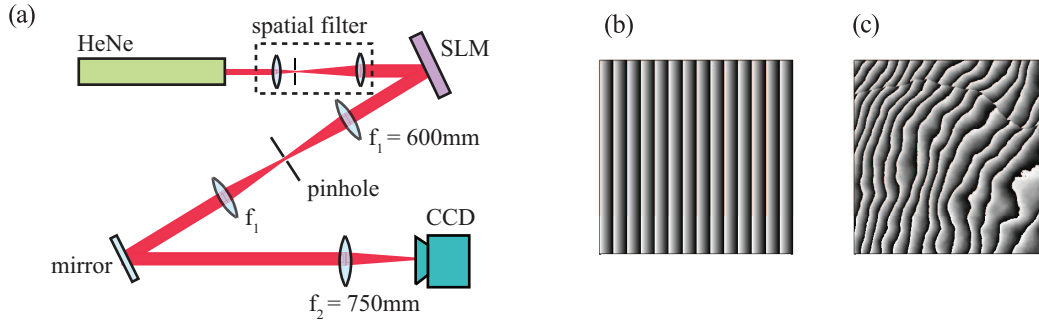 (a)
HeNe
spatial filter
SLM
f1 = 600mm
pinhole
f1
CCD
mirror
f2 = 750mm
(b)
(c)